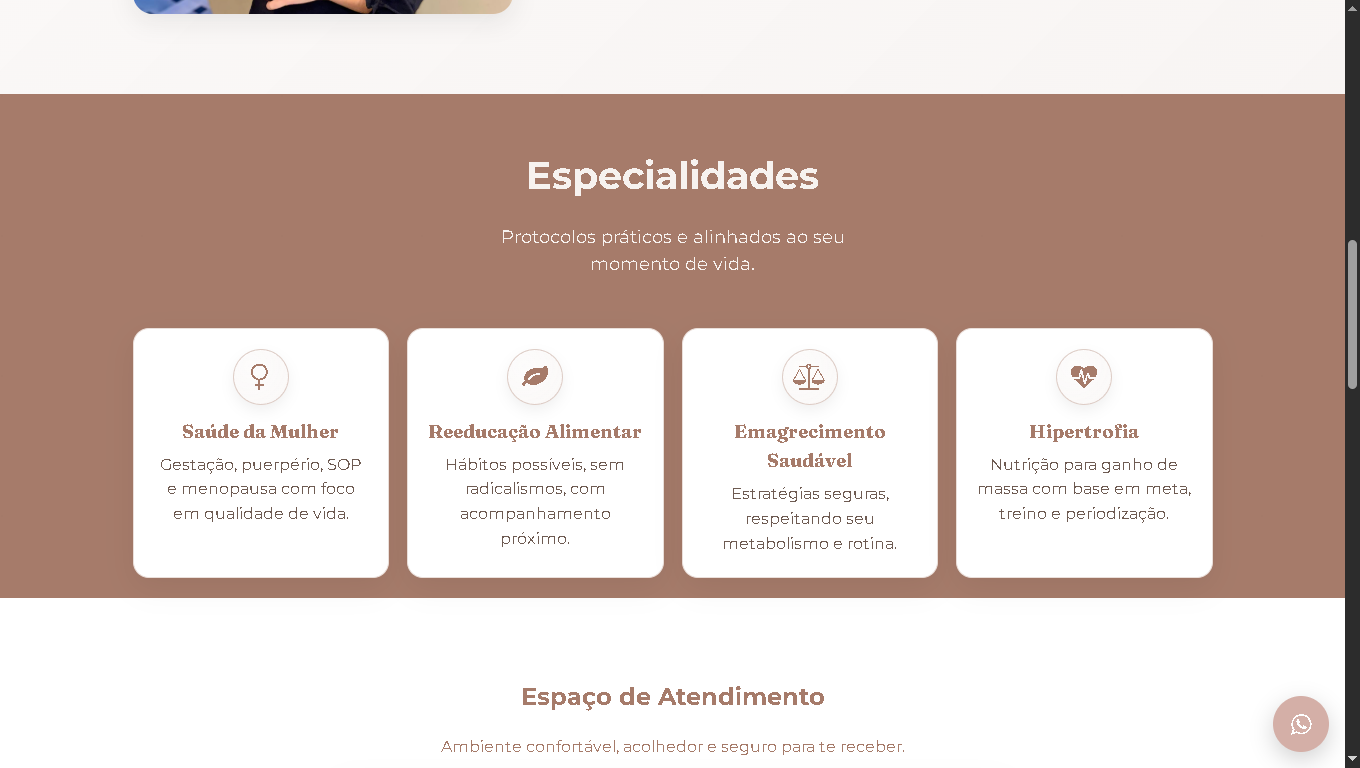 Especialidades
Protocolos práticos e alinhados ao seu
momento de vida.
Saúde da Mulher
Gestação, puerpério, SOP
e menopausa com foco
em qualidade de vida.
Reeducação Alimentar
Hábitos possíveis, sem
radicalismos, com
acompanhamento
próximo.
Emagrecimento
Saudável
Estratégias seguras,
respeitando seu
metabolismo e rotina.
Hipertrofia
Nutrição para ganho de
massa com base em meta,
treino e periodização.
Espaço de Atendimento
Ambiente confortável, acolhedor e seguro para te receber.